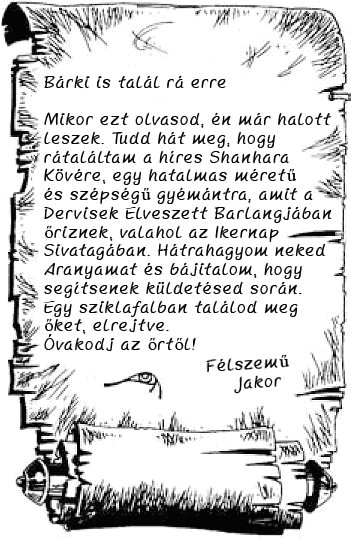 Bárki is talál rá erre
Mikor ezt olvasod, én már halott
leszek. Tudd hát meg, hogy
rátaláltam a híres Shanhara
Kövére, egy hatalmas méretű
és szépségű gyémántra, amit a
Dervisek Elveszett Barlangjában
őriznek, valahol az Ikernap
Sivatagában. Hátrahagyom neked
Aranyamat és bájitalom, hogy
segítsenek küldetésed során.
Egy sziklafalban találod meg
őket, elrejtve.
Óvakodj az őrtől!
Félszemű
Jakor